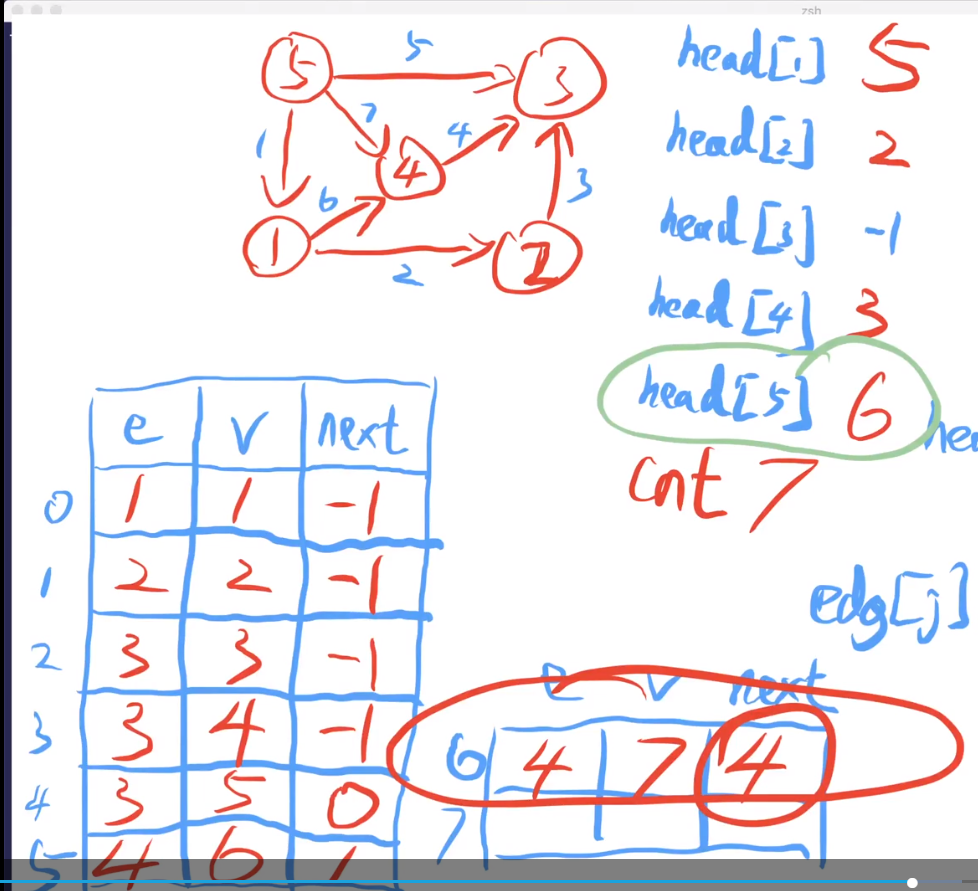 zsh
5 5 3
1 7 4 4 3
6
1 2 2
head[1] 5
head[2] 2
head[3] -1
head[4] 3
head[5] 6
hea
cnt 7
edg[j]
e v next
0 1 1 -1
1 2 2 -1
2 3 3 -1
3 3 4 -1
4 3 5 0
5 4 6 1
e v next
6 4 7 4
7